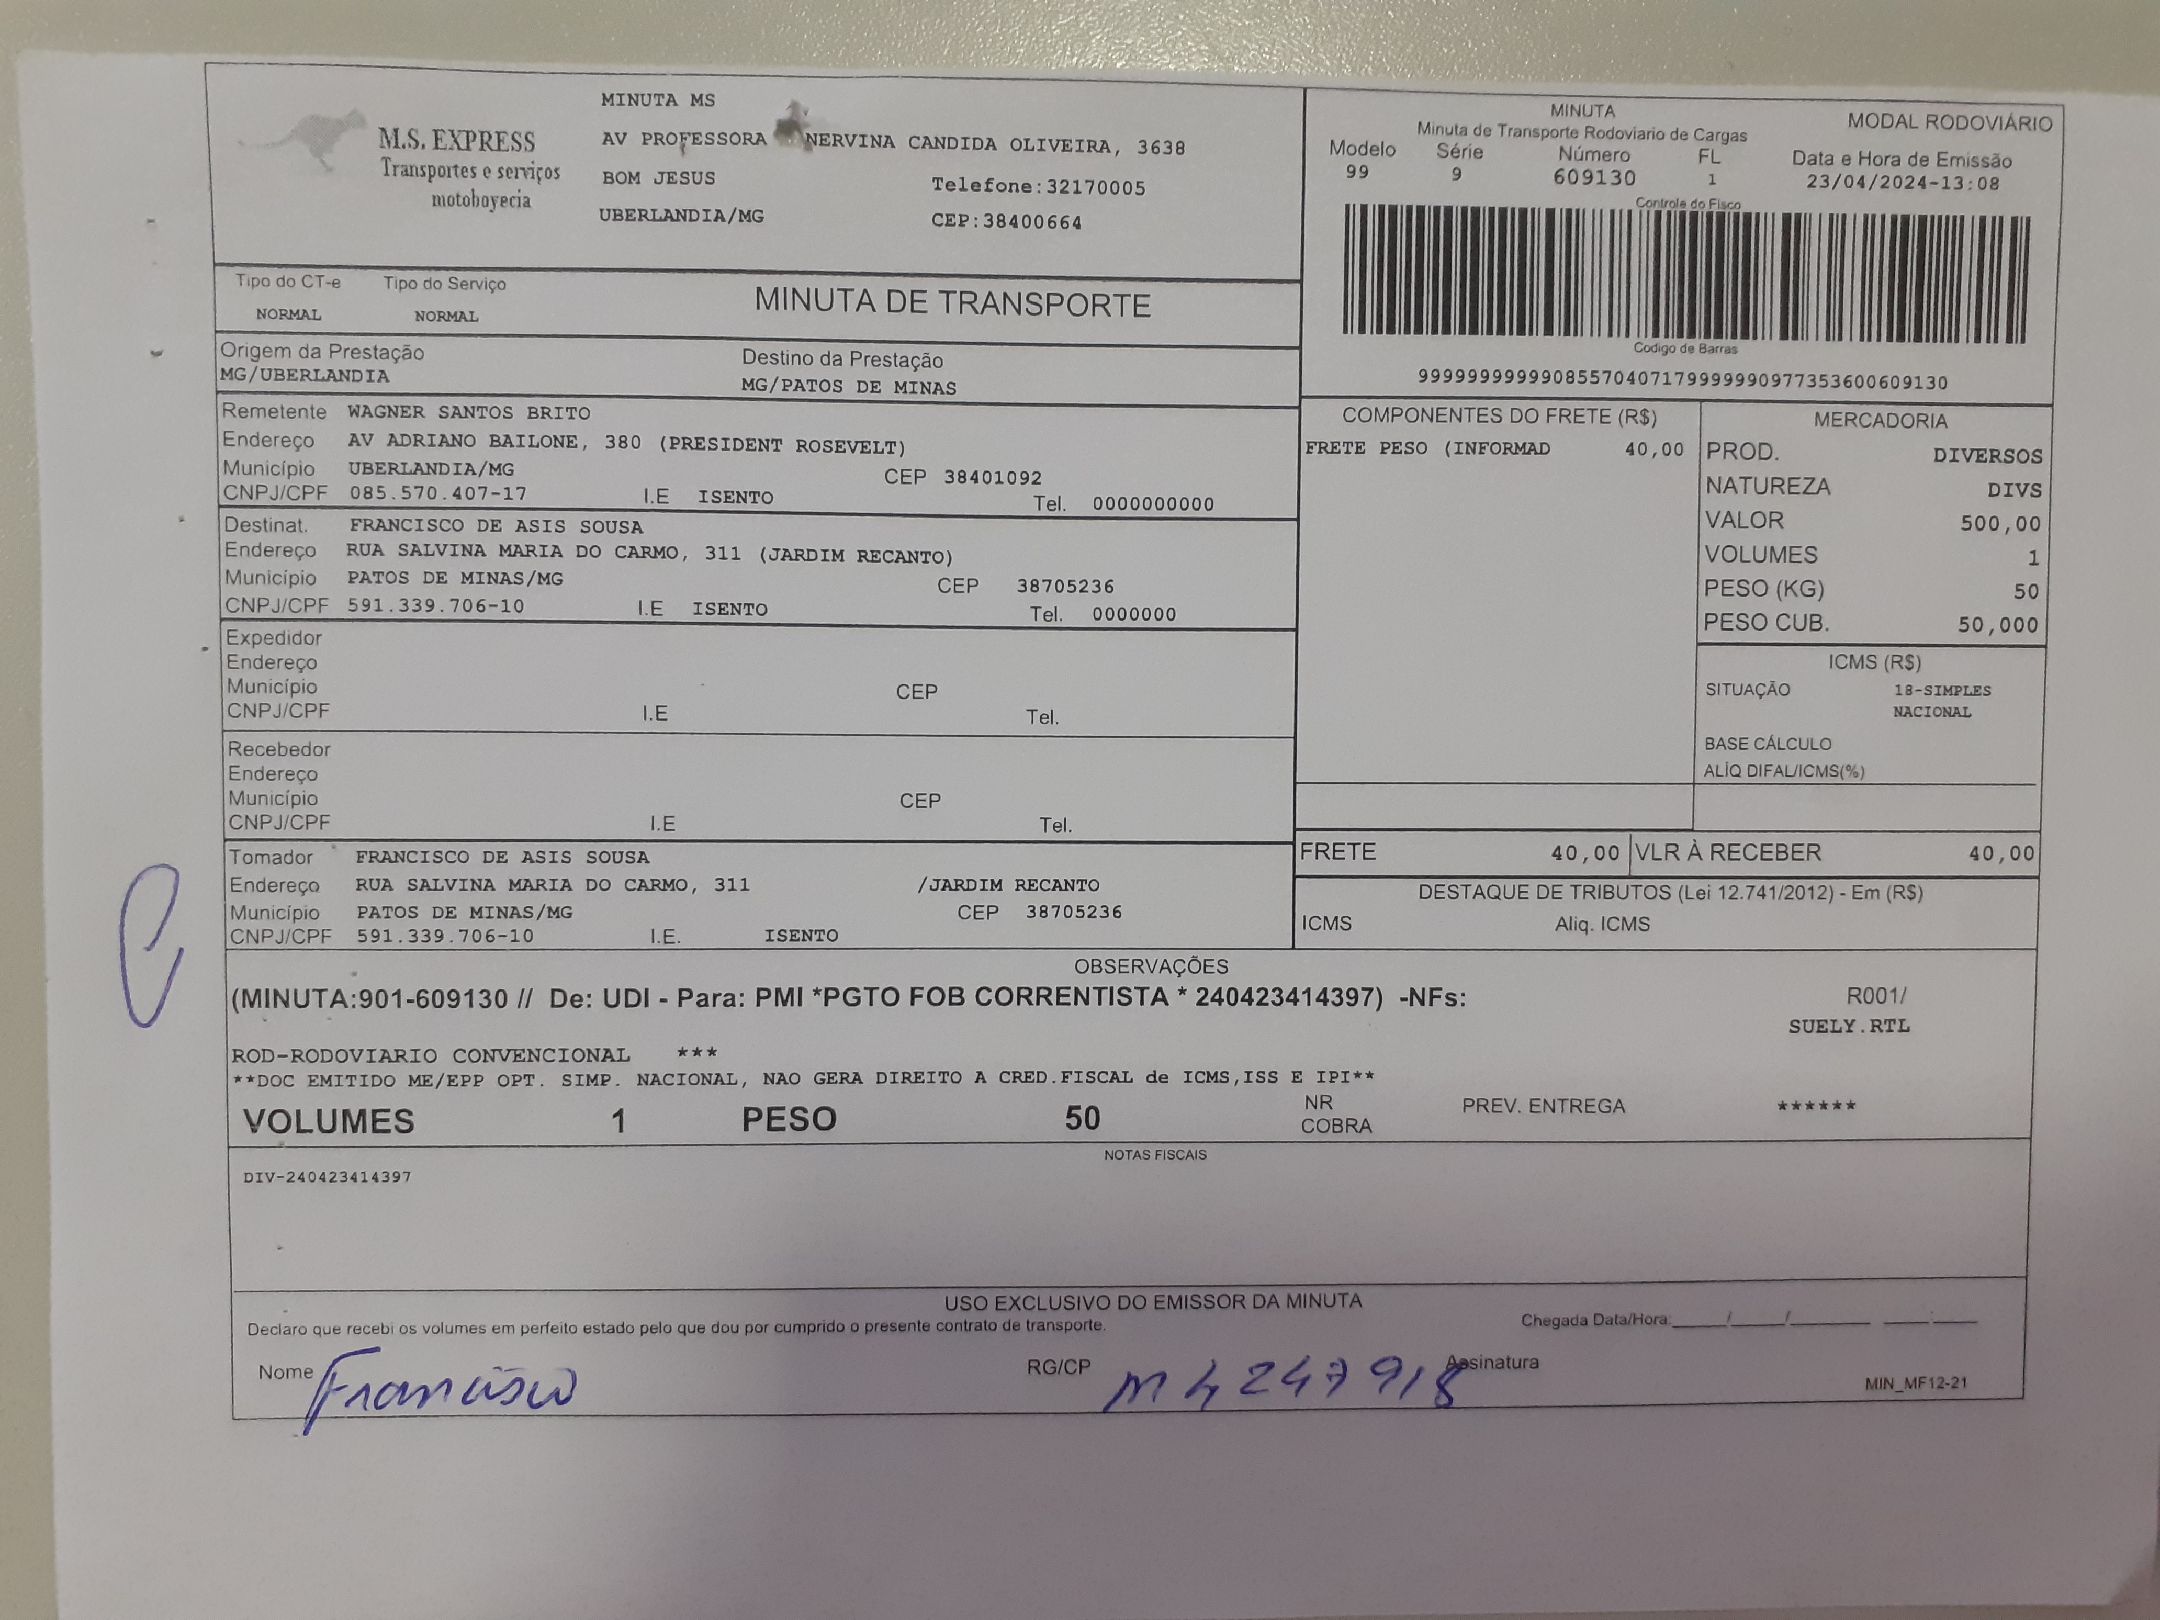 M.S. EXPRESS
Transportes e serviços
motoboyecia
MINUTA MS
AV PROFESSORA NERVINA CANDIDA OLIVEIRA, 3638
BOM JESUS Telefone:32170005
UBERLANDIA/MG CEP:38400664
MINUTA MODAL RODOVIÁRIO
Minuta de Transporte Rodoviario de Cargas
Modelo Série Número FL Data e Hora de Emissão
99 9 609130 1 23/04/2024-13:08
Controle do Fisco
Codigo de Barras
99999999999085570407179999990977353600609130
Tipo do CT-e Tipo do Serviço
NORMAL NORMAL
MINUTA DE TRANSPORTE
Origem da Prestação Destino da Prestação
MG/UBERLANDIA MG/PATOS DE MINAS
Remetente WAGNER SANTOS BRITO
Endereço AV ADRIANO BAILONE, 380 (PRESIDENT ROSEVELT)
Município UBERLANDIA/MG CEP 38401092
CNPJ/CPF 085.570.407-17 I.E ISENTO Tel. 0000000000
Destinat. FRANCISCO DE ASIS SOUSA
Endereço RUA SALVINA MARIA DO CARMO, 311 (JARDIM RECANTO)
Município PATOS DE MINAS/MG CEP 38705236
CNPJ/CPF 591.339.706-10 I.E ISENTO Tel. 0000000
Expedidor
Endereço
Município CEP
CNPJ/CPF I.E Tel.
Recebedor
Endereço
Município CEP
CNPJ/CPF I.E Tel.
Tomador FRANCISCO DE ASIS SOUSA
Endereço RUA SALVINA MARIA DO CARMO, 311 /JARDIM RECANTO
Município PATOS DE MINAS/MG CEP 38705236
CNPJ/CPF 591.339.706-10 I.E. ISENTO
COMPONENTES DO FRETE (R$)
FRETE PESO (INFORMAD 40,00
MERCADORIA
PROD. DIVERSOS
NATUREZA DIVS
VALOR 500,00
VOLUMES 1
PESO (KG) 50
PESO CUB. 50,000
ICMS (R$)
SITUAÇÃO 18-SIMPLES
NACIONAL
BASE CÁLCULO
ALÍQ DIFAL/ICMS(%)
FRETE 40,00 VLR À RECEBER 40,00
DESTAQUE DE TRIBUTOS (Lei 12.741/2012) - Em (R$)
ICMS Aliq. ICMS
OBSERVAÇÕES
(MINUTA:901-609130 // De: UDI - Para: PMI *PGTO FOB CORRENTISTA * 240423414397) -NFs: R001/
SUELY.RTL
ROD-RODOVIARIO CONVENCIONAL ***
**DOC EMITIDO ME/EPP OPT. SIMP. NACIONAL, NAO GERA DIREITO A CRED.FISCAL de ICMS,ISS E IPI**
VOLUMES 1 PESO 50 NR COBRA PREV. ENTREGA ******
NOTAS FISCAIS
DIV-240423414397
USO EXCLUSIVO DO EMISSOR DA MINUTA
Declaro que recebi os volumes em perfeito estado pelo que dou por cumprido o presente contrato de transporte. Chegada Data/Hora:____/____/______ ____:____
Nome Francisco RG/CP M 4247918 Assinatura
MIN_MF12-21